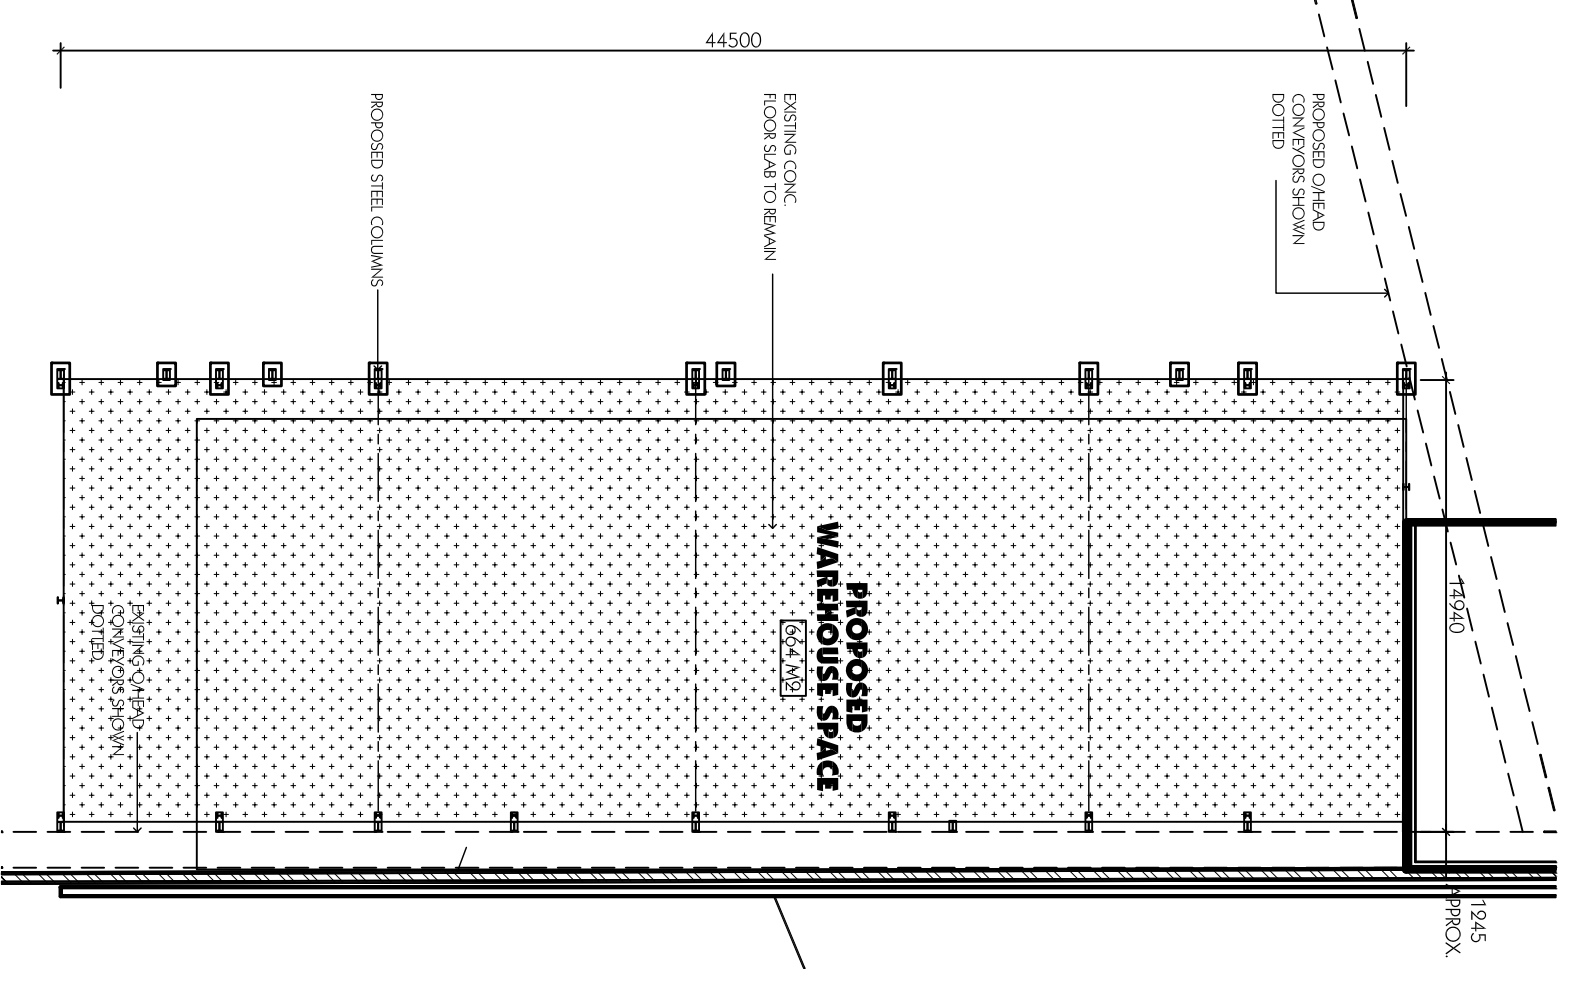 44500
PROPOSED STEEL COLUMNS
EXISTING CONC.
FLOOR SLAB TO REMAIN
PROPOSED O/HEAD
CONVEYORS SHOWN
DOTTED
PROPOSED
WAREHOUSE SPACE
664 M2
EXISTING O/HEAD
CONVEYORS SHOWN
DOTTED
14940
1245
APPROX.